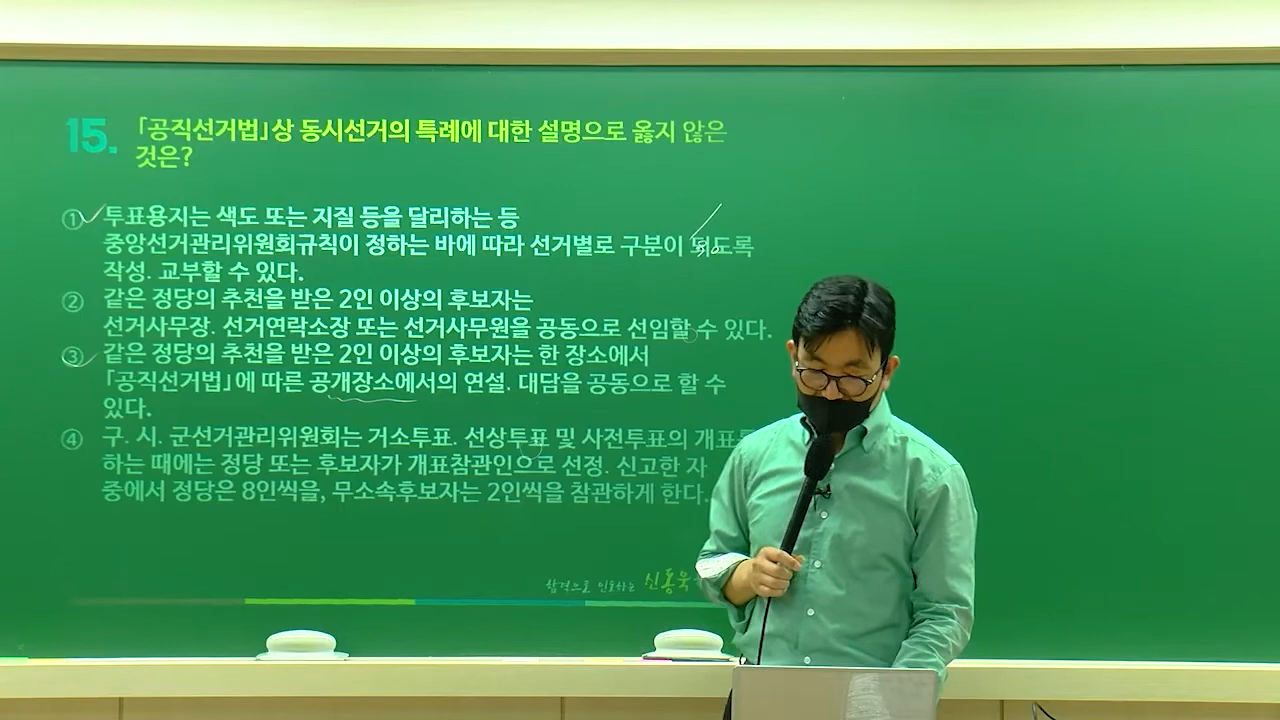 15. 「공직선거법」상 동시선거의 특례에 대한 설명으로 옳지 않은
것은?
① 투표용지는 색도 또는 지질 등을 달리하는 등
중앙선거관리위원회규칙이 정하는 바에 따라 선거별로 구분이 되도록
작성. 교부할 수 있다.
② 같은 정당의 추천을 받은 2인 이상의 후보자는
선거사무장. 선거연락소장 또는 선거사무원을 공동으로 선임할 수 있다.
③ 같은 정당의 추천을 받은 2인 이상의 후보자는 한 장소에서
「공직선거법」에 따른 공개장소에서의 연설. 대담을 공동으로 할 수
있다.
④ 구. 시. 군선거관리위원회는 거소투표. 선상투표 및 사전투표의 개표를
하는 때에는 정당 또는 후보자가 개표참관인으로 선정. 신고한 자
중에서 정당은 8인씩을, 무소속후보자는 2인씩을 참관하게 한다.
합격으로 인도하는 신동욱